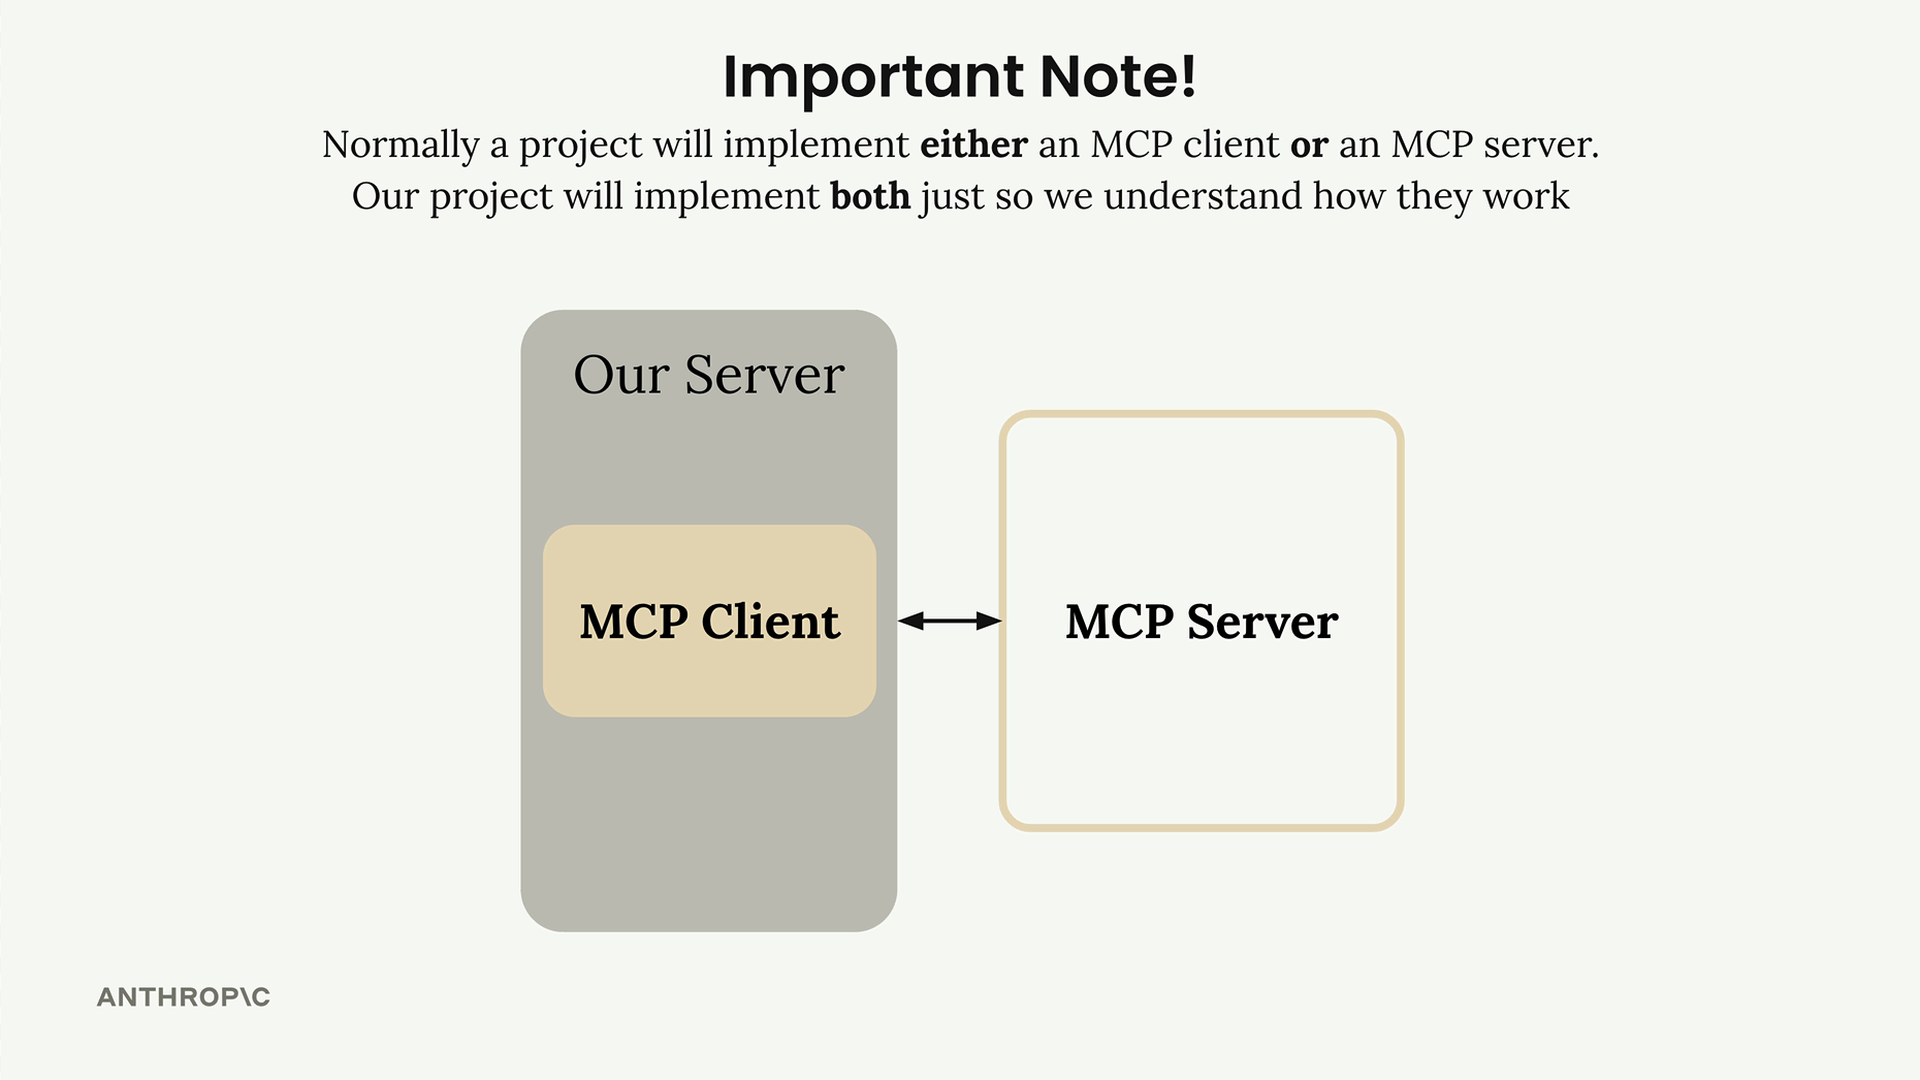 Important Note!
Normally a project will implement either an MCP client or an MCP server.
Our project will implement both just so we understand how they work
Our Server
MCP Client
MCP Server
ANTHROP\C